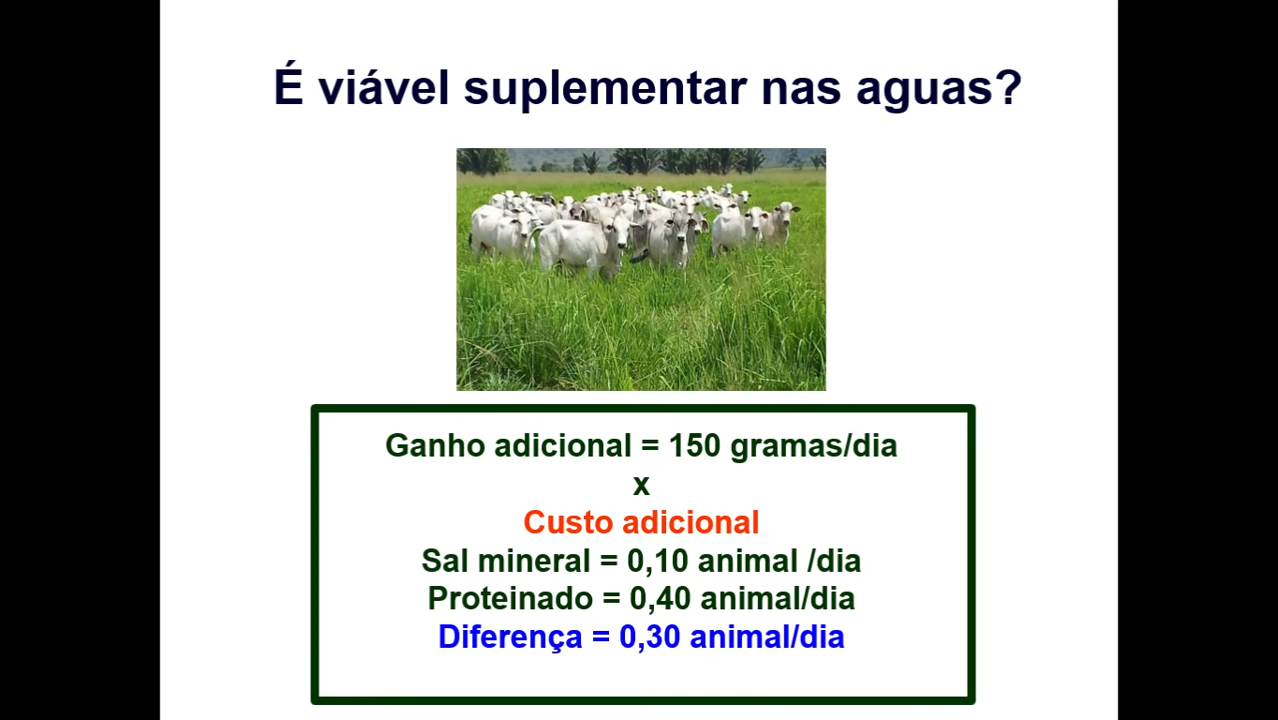 É viável suplementar nas aguas?
Ganho adicional = 150 gramas/dia
x
Custo adicional
Sal mineral = 0,10 animal /dia
Proteinado = 0,40 animal/dia
Diferença = 0,30 animal/dia